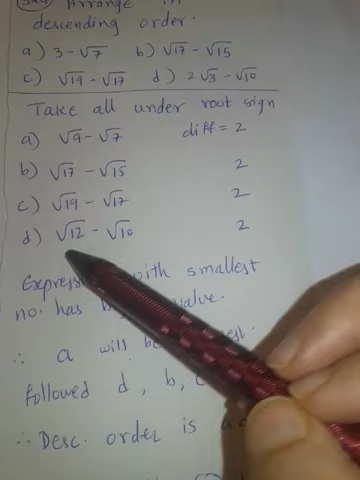 Arrange in
descending order.
a) 3-√7 b) √17-√15
c) √19-√17 d) 2√3-√10
Take all under root sign
a) √9-√7 diff = 2
b) √17-√15 2
c) √19-√17 2
d) √12-√10 2
with smallest
no. has value.
∴ a will
followed d, b,
∴ Desc. order is